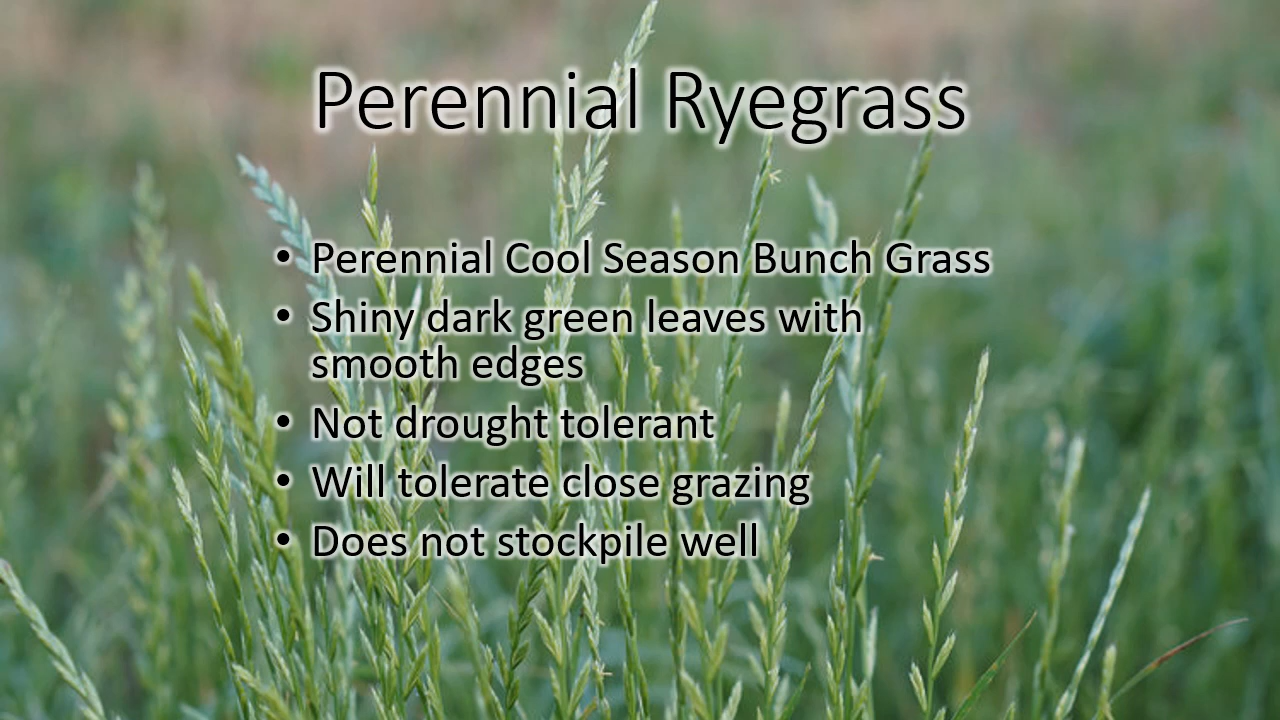 Perennial Ryegrass
• Perennial Cool Season Bunch Grass
• Shiny dark green leaves with
smooth edges
• Not drought tolerant
• Will tolerate close grazing
• Does not stockpile well